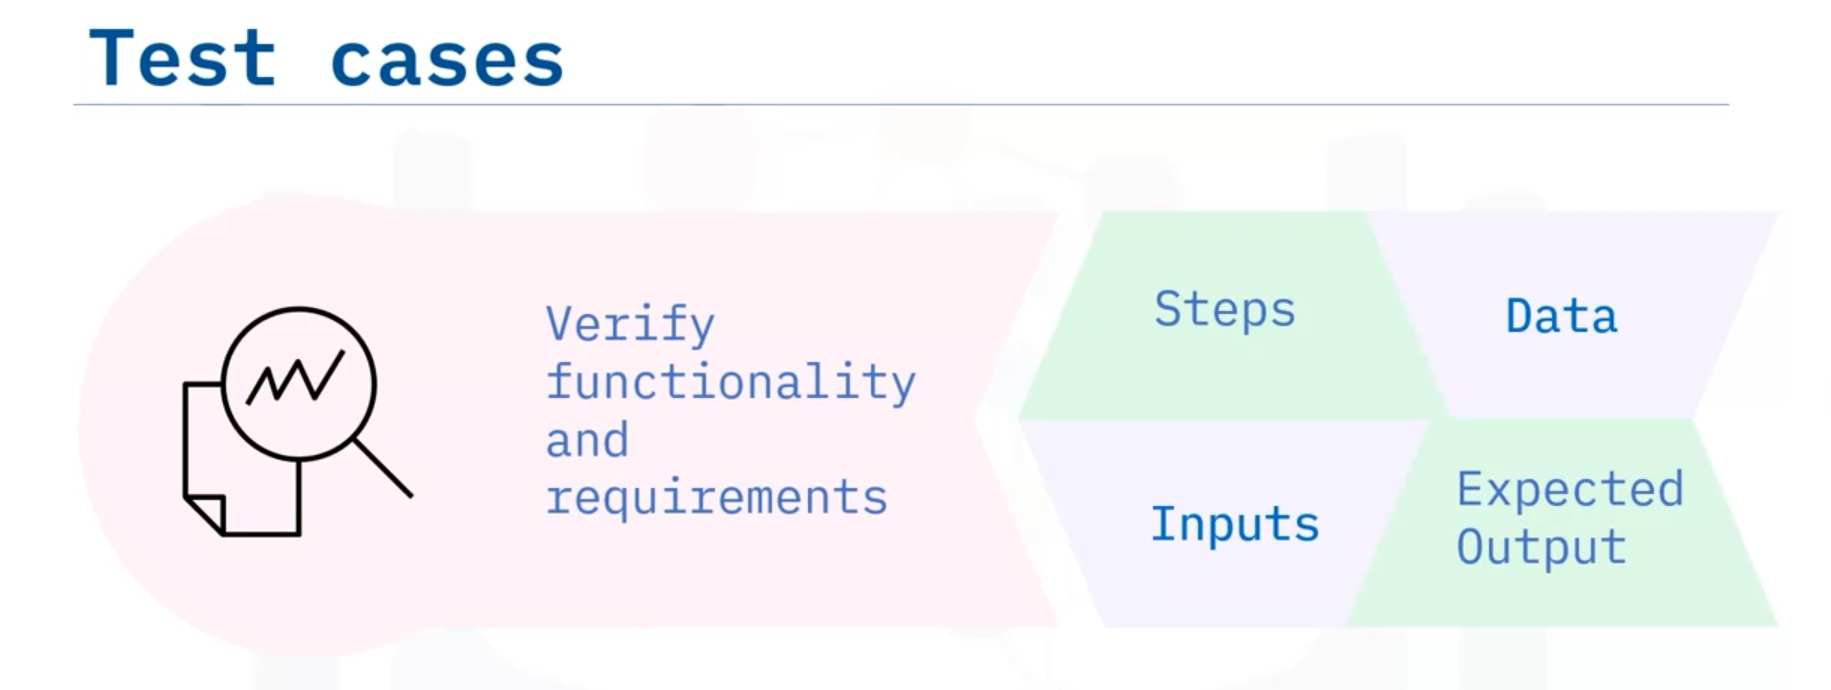 Test cases
Verify
functionality
and
requirements
Steps
Data
Inputs
Expected
Output